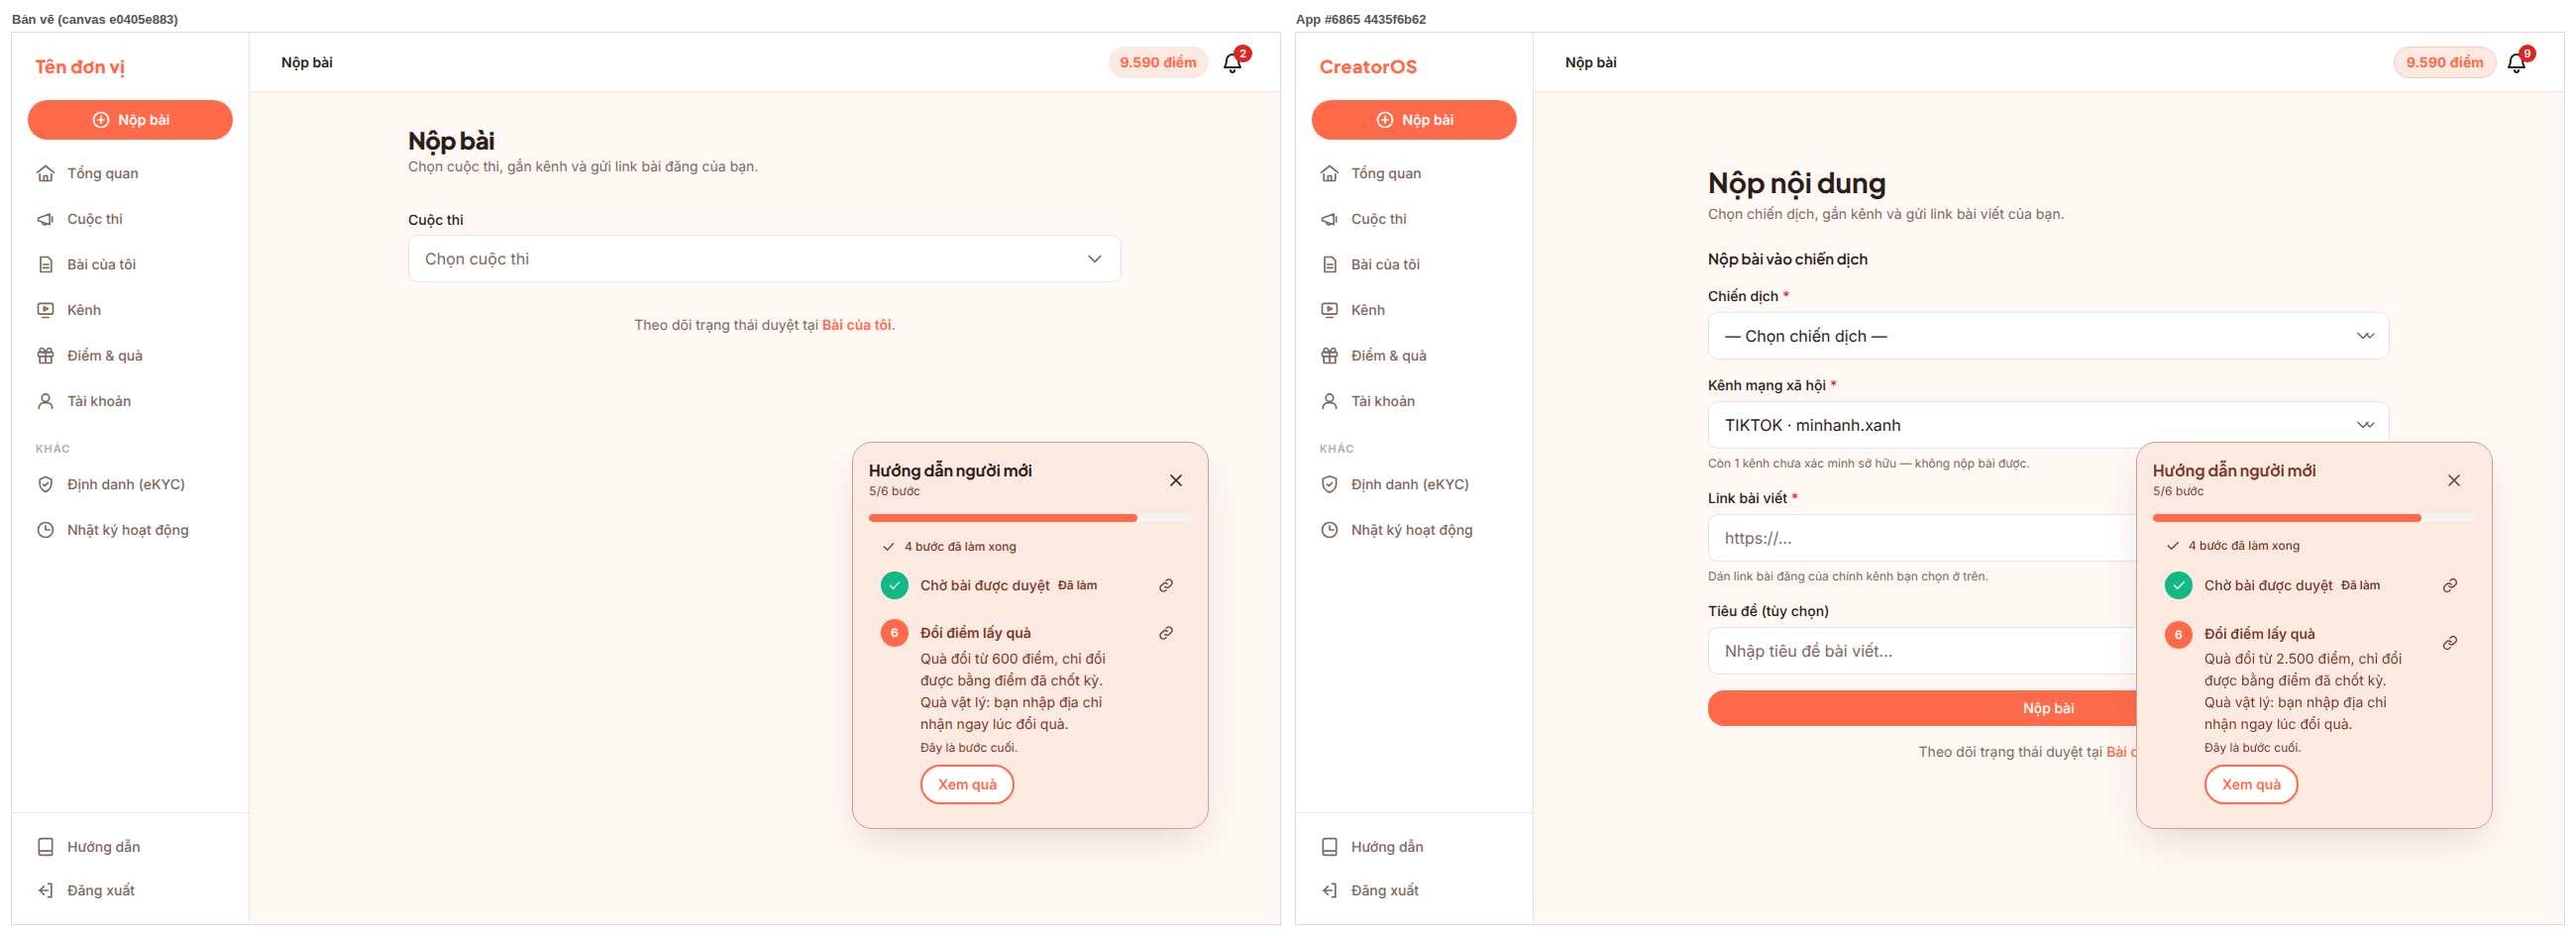 Bản vẽ (canvas e0405e883)
Tên đơn vị
Nộp bài
9.590 điểm
2
Nộp bài
Tổng quan
Cuộc thi
Bài của tôi
Kênh
Điểm & quà
Tài khoản
KHÁC
Định danh (eKYC)
Nhật ký hoạt động
Hướng dẫn
Đăng xuất
Nộp bài
Chọn cuộc thi, gắn kênh và gửi link bài đăng của bạn.
Cuộc thi
Chọn cuộc thi
Theo dõi trạng thái duyệt tại Bài của tôi.
Hướng dẫn người mới
5/6 bước
4 bước đã làm xong
Chờ bài được duyệt Đã làm
6 Đổi điểm lấy quà
Quà đổi từ 600 điểm, chỉ đổi
được bằng điểm đã chốt kỳ.
Quà vật lý: bạn nhập địa chỉ
nhận ngay lúc đổi quà.
Đây là bước cuối.
Xem quà
App #6865 4435f6b62
CreatorOS
Nộp bài
9.590 điểm
9
Nộp bài
Tổng quan
Cuộc thi
Bài của tôi
Kênh
Điểm & quà
Tài khoản
KHÁC
Định danh (eKYC)
Nhật ký hoạt động
Hướng dẫn
Đăng xuất
Nộp nội dung
Chọn chiến dịch, gắn kênh và gửi link bài viết của bạn.
Nộp bài vào chiến dịch
Chiến dịch *
— Chọn chiến dịch —
Kênh mạng xã hội *
TIKTOK · minhanh.xanh
Còn 1 kênh chưa xác minh sở hữu — không nộp bài được.
Link bài viết *
https://...
Dán link bài đăng của chính kênh bạn chọn ở trên.
Tiêu đề (tùy chọn)
Nhập tiêu đề bài viết...
Nộp bài
Theo dõi trạng thái duyệt tại Bài
Hướng dẫn người mới
5/6 bước
4 bước đã làm xong
Chờ bài được duyệt Đã làm
6 Đổi điểm lấy quà
Quà đổi từ 2.500 điểm, chỉ đổi
được bằng điểm đã chốt kỳ.
Quà vật lý: bạn nhập địa chỉ
nhận ngay lúc đổi quà.
Đây là bước cuối.
Xem quà